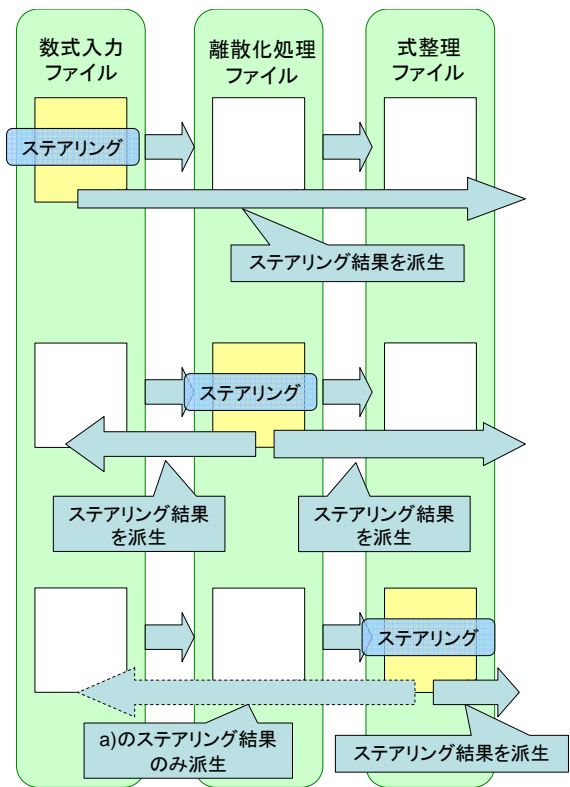 数式入力
ファイル
離散化処理
ファイル
式整理
ファイル
ステアリング
ステアリング結果を派生
ステアリング
ステアリング結果
を派生
ステアリング結果
を派生
ステアリング
a)のステアリング結果
のみ派生
ステアリング結果を派生